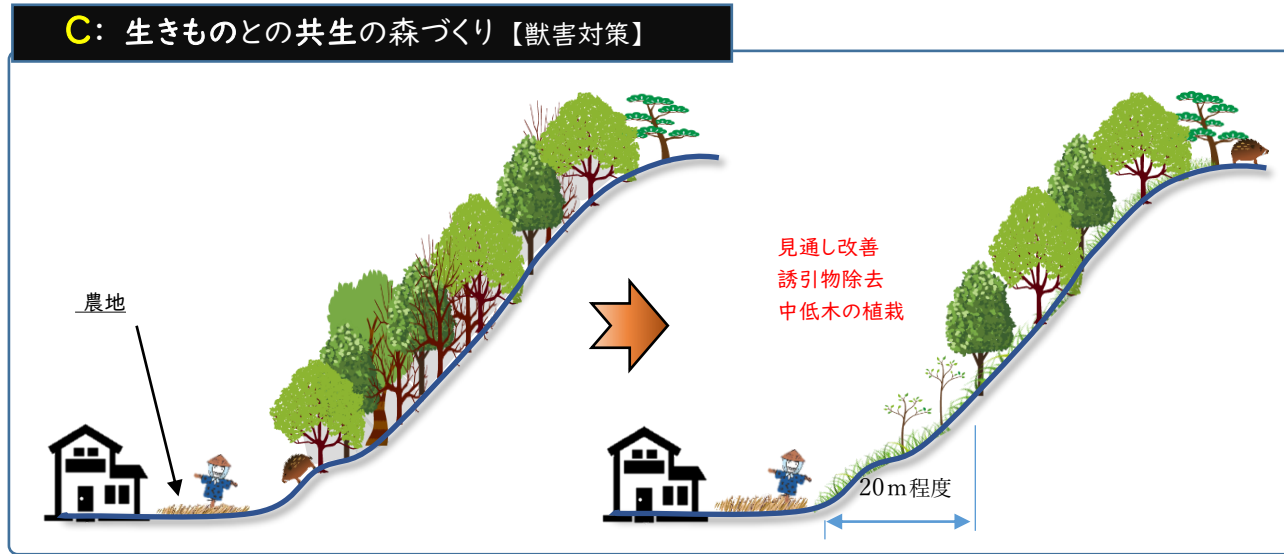 C: 生きものとの共生の森づくり【獣害対策】
農地
見通し改善
誘引物除去
中低木の植栽
20m程度